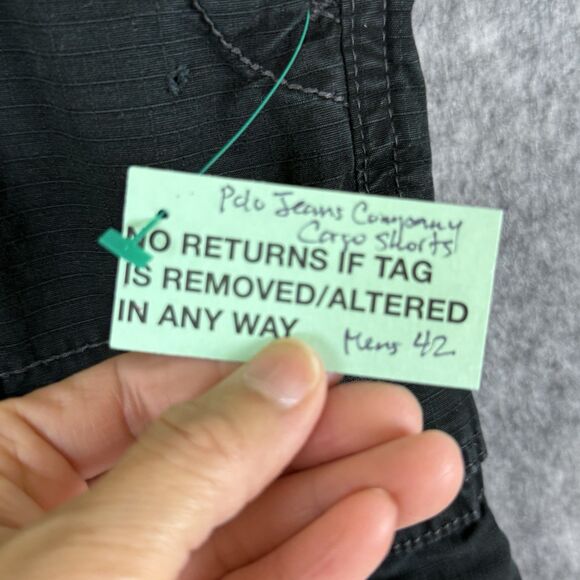 Polo Jeans Company
Cargo Shorts
NO RETURNS IF TAG
IS REMOVED/ALTERED
IN ANY WAY
Mens 42